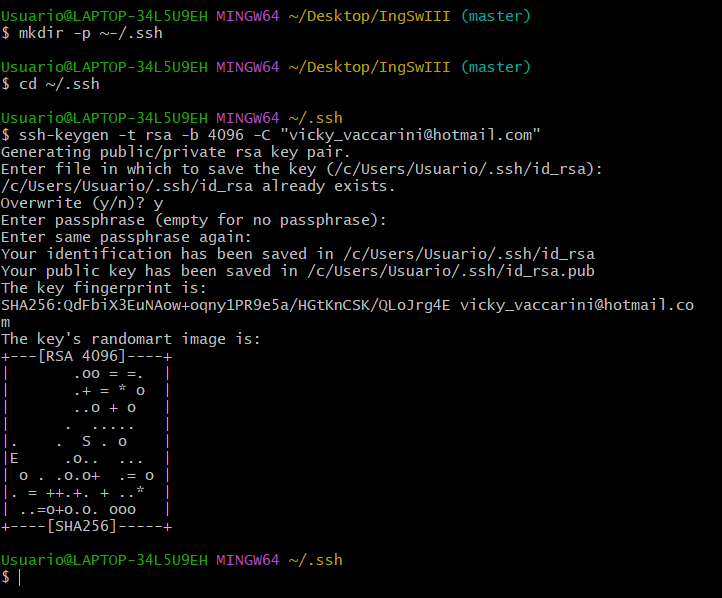 Usuario@LAPTOP-34L5U9EH MINGW64 ~/Desktop/IngSwIII (master)
$ mkdir -p ~-/.ssh
Usuario@LAPTOP-34L5U9EH MINGW64 ~/Desktop/IngSwIII (master)
$ cd ~/.ssh
Usuario@LAPTOP-34L5U9EH MINGW64 ~/.ssh
$ ssh-keygen -t rsa -b 4096 -C "vicky_vaccarini@hotmail.com"
Generating public/private rsa key pair.
Enter file in which to save the key (/c/Users/Usuario/.ssh/id_rsa):
/c/Users/Usuario/.ssh/id_rsa already exists.
Overwrite (y/n)? y
Enter passphrase (empty for no passphrase):
Enter same passphrase again:
Your identification has been saved in /c/Users/Usuario/.ssh/id_rsa
Your public key has been saved in /c/Users/Usuario/.ssh/id_rsa.pub
The key fingerprint is:
SHA256:QdFbiX3EuNAow+oqny1PR9e5a/HGtKnCSK/QLoJrg4E vicky_vaccarini@hotmail.co
m
The key's randomart image is:
+---[RSA 4096]----+
|       .oo = =.  |
|       .+ = * o  |
|       ..o + o   |
|      .  .....   |
|.    .  S . o    |
|E     .o..  ...  |
| o . .o.o+  .= o |
|. = ++.+. + ..*  |
| ..=o+o.o. ooo   |
+----[SHA256]-----+
Usuario@LAPTOP-34L5U9EH MINGW64 ~/.ssh
$